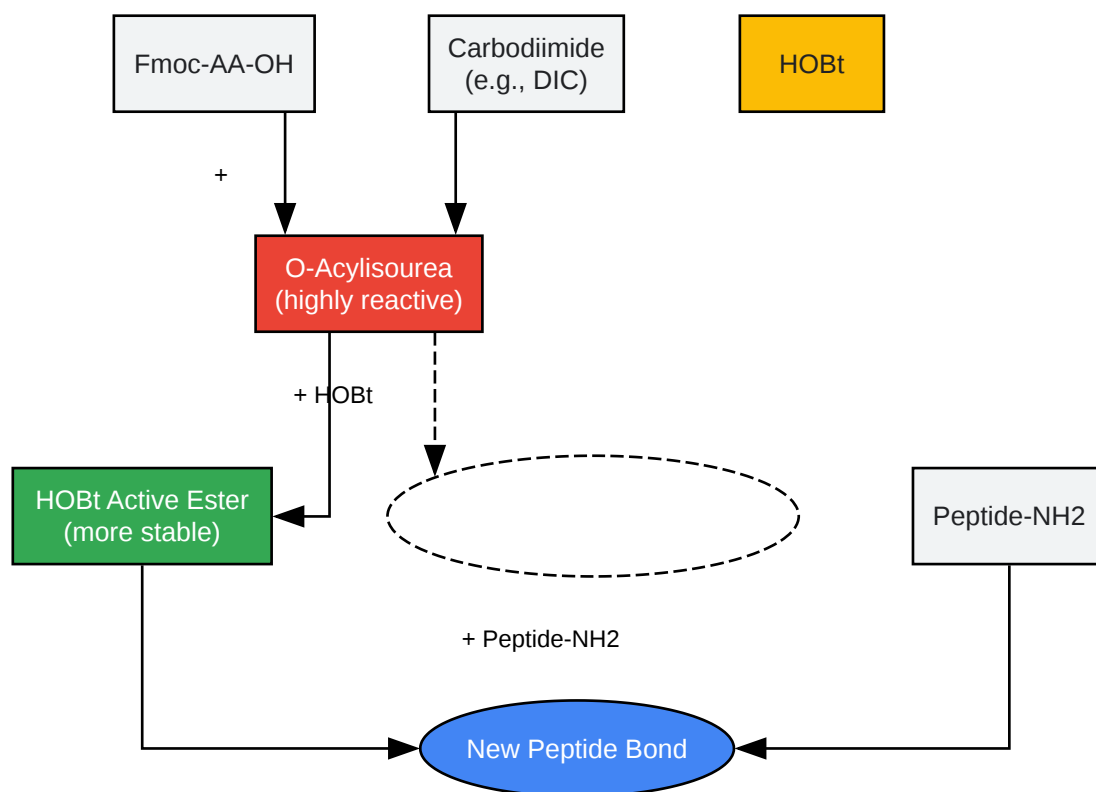 Fmoc-AA-OH
Carbodiimide
(e.g., DIC)
HOBt
+
O-Acylisourea
(highly reactive)
+ HOBt
HOBt Active Ester
(more stable)
Peptide-NH2
+ Peptide-NH2
New Peptide Bond